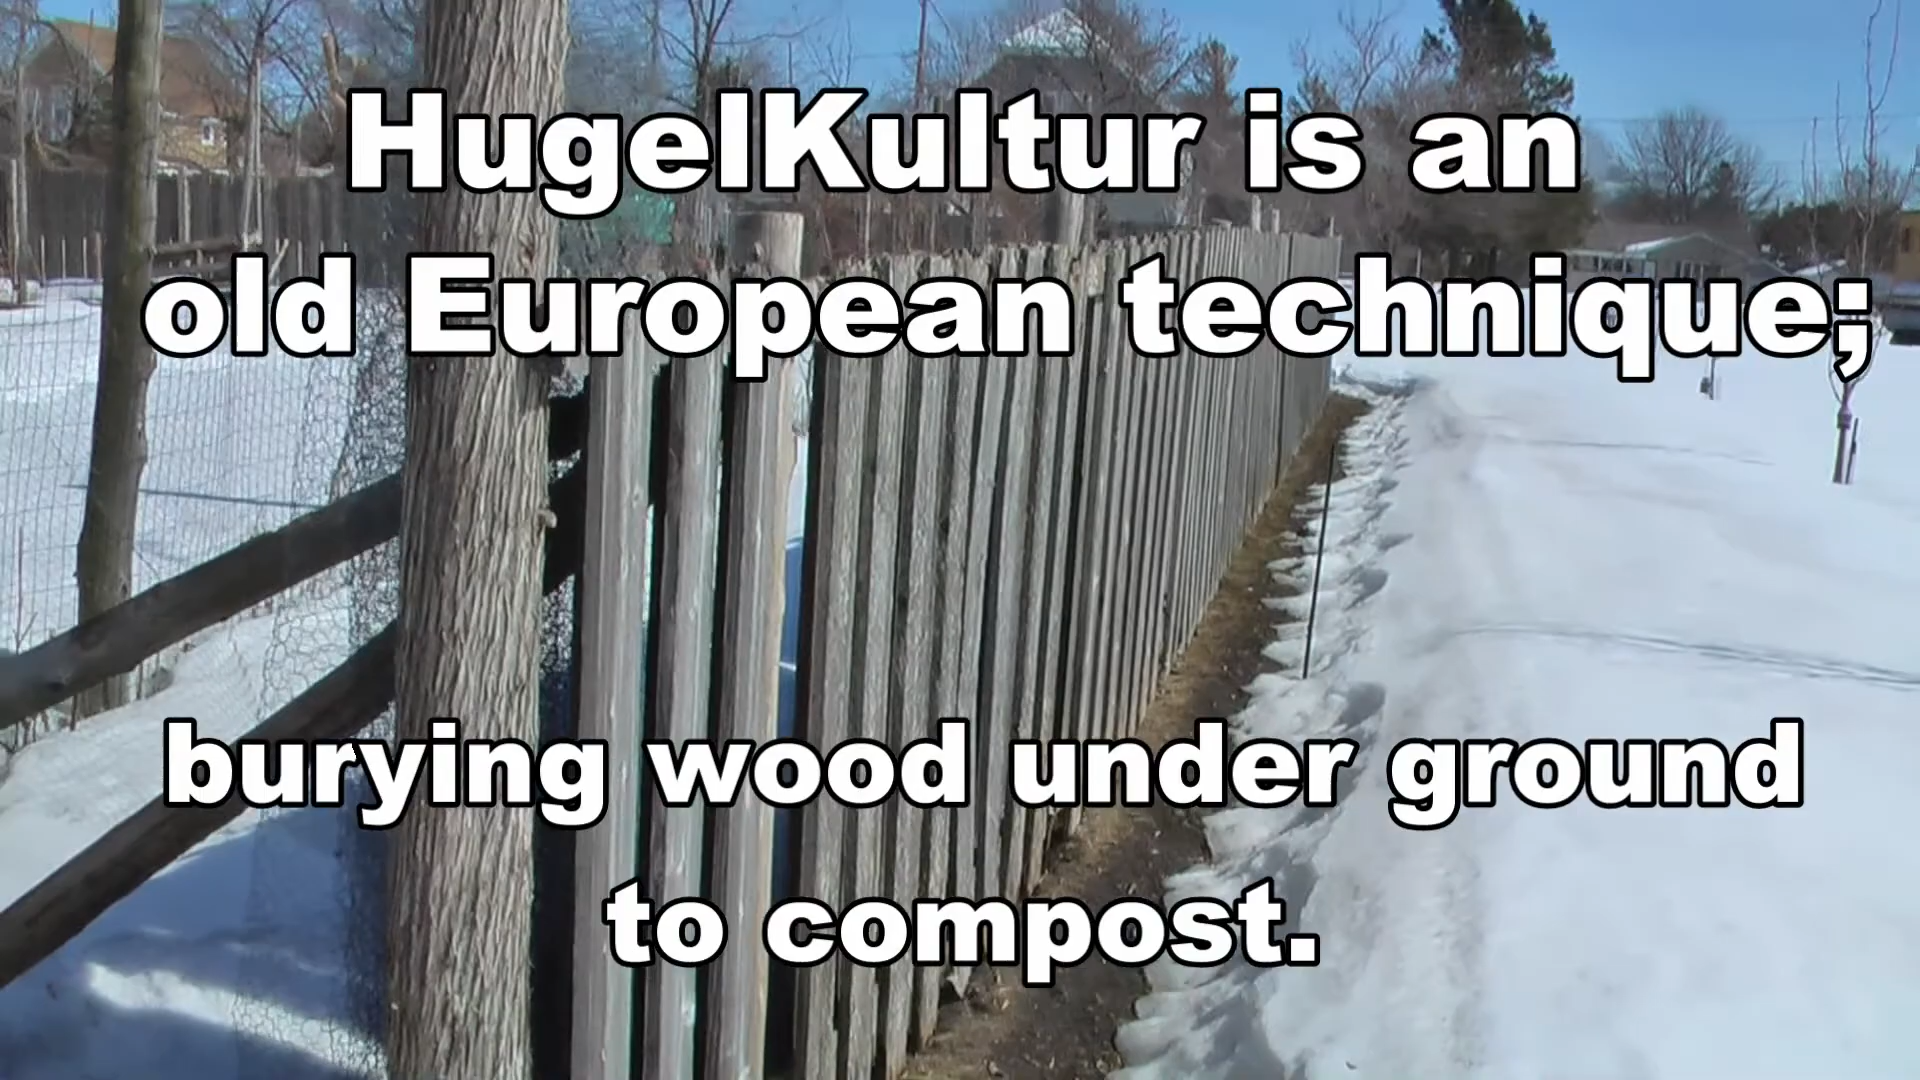 HugelKultur is an
old European technique;
burying wood under ground
to compost.